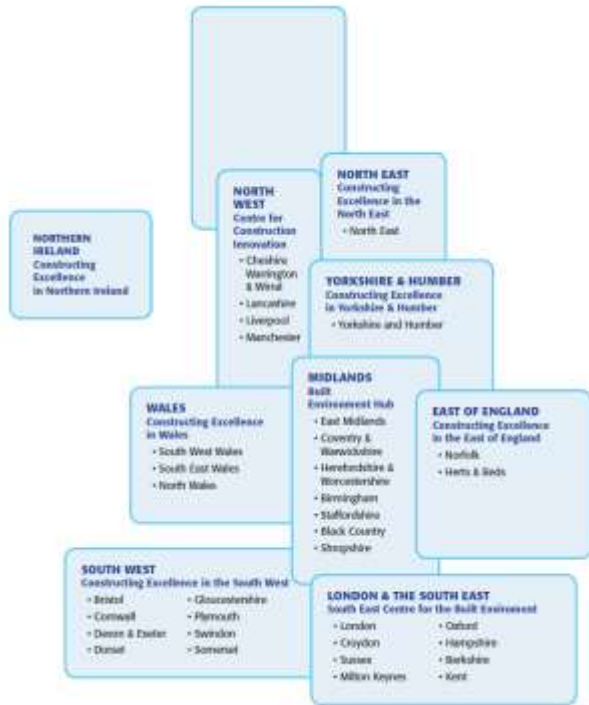 NORTH EAST
Constructing
Excellence in the
North East
• North East
NORTH
WEST
Centre for
Construction
Innovation
• Cheshire
Warrington
& Wirral
• Lancashire
• Liverpool
• Manchester
NORTHERN
IRELAND
Constructing
Excellence
in Northern Ireland
YORKSHIRE & HUMBER
Constructing Excellence
in Yorkshire & Humber
• Yorkshire and Humber
MIDLANDS
Built
Environment Hub
• East Midlands
• Coventry &
Warwickshire
• Herefordshire &
Worcestershire
• Birmingham
• Staffordshire
• Black Country
• Shropshire
WALES
Constructing Excellence
in Wales
• South West Wales
• South East Wales
• North Wales
EAST OF ENGLAND
Constructing Excellence
in the East of England
• Norfolk
• Herts & Beds
SOUTH WEST
Constructing Excellence in the South West
• Bristol
• Cornwall
• Devon & Exeter
• Dorset
• Gloucestershire
• Plymouth
• Swindon
• Somerset
LONDON & THE SOUTH EAST
South East Centre for the Built Enviroment
• London
• Croydon
• Sussex
• Milton Keynes
• Oxford
• Hampshire
• Berkshire
• Kent